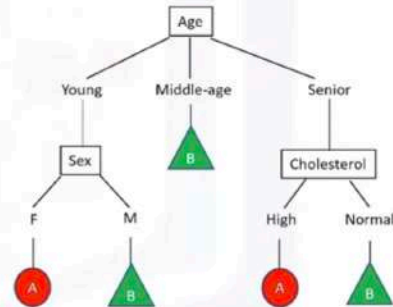 Age
Young Middle-age Senior
B
Sex Cholesterol
F M High Normal
A B A B